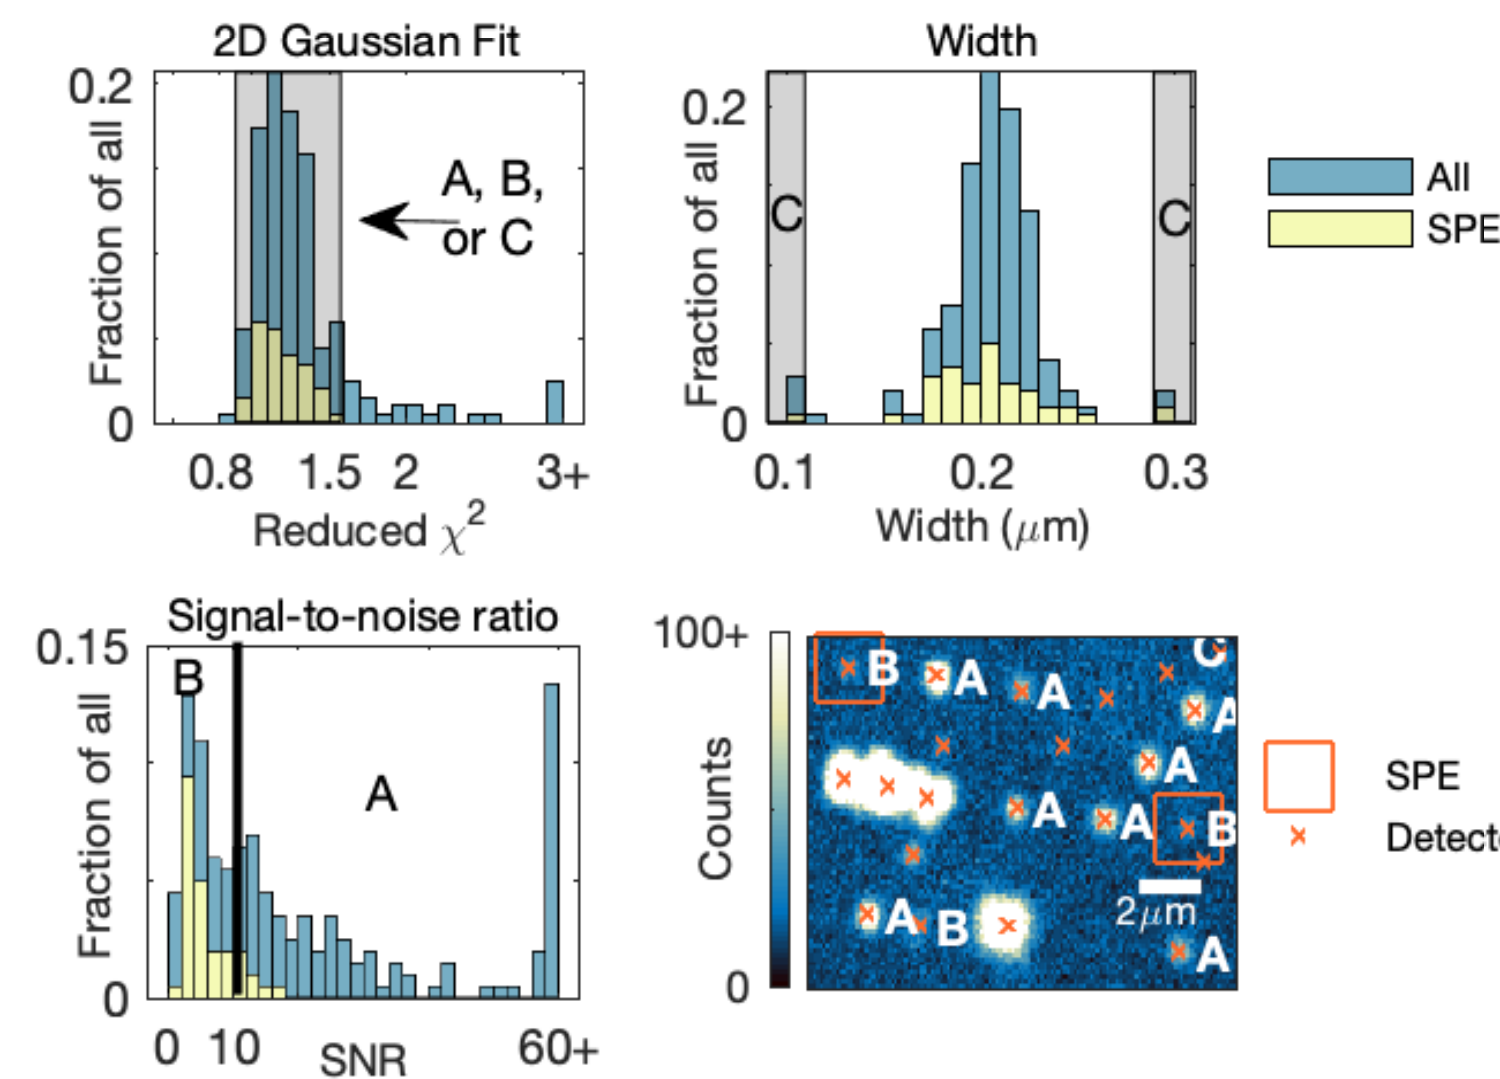 2D Gaussian Fit
0.2
0
Fraction of all
A, B,
or C
0.8 1.5 2 3+
Reduced χ²
Width
0.2
0
Fraction of all
C
C
0.1 0.2 0.3
Width (μm)
All
SPE
Signal-to-noise ratio
0.15
0
Fraction of all
B
A
0 10 60+
SNR
100+
0
Counts
B A A C
A
A
A A B
2μm
A B
A
SPE